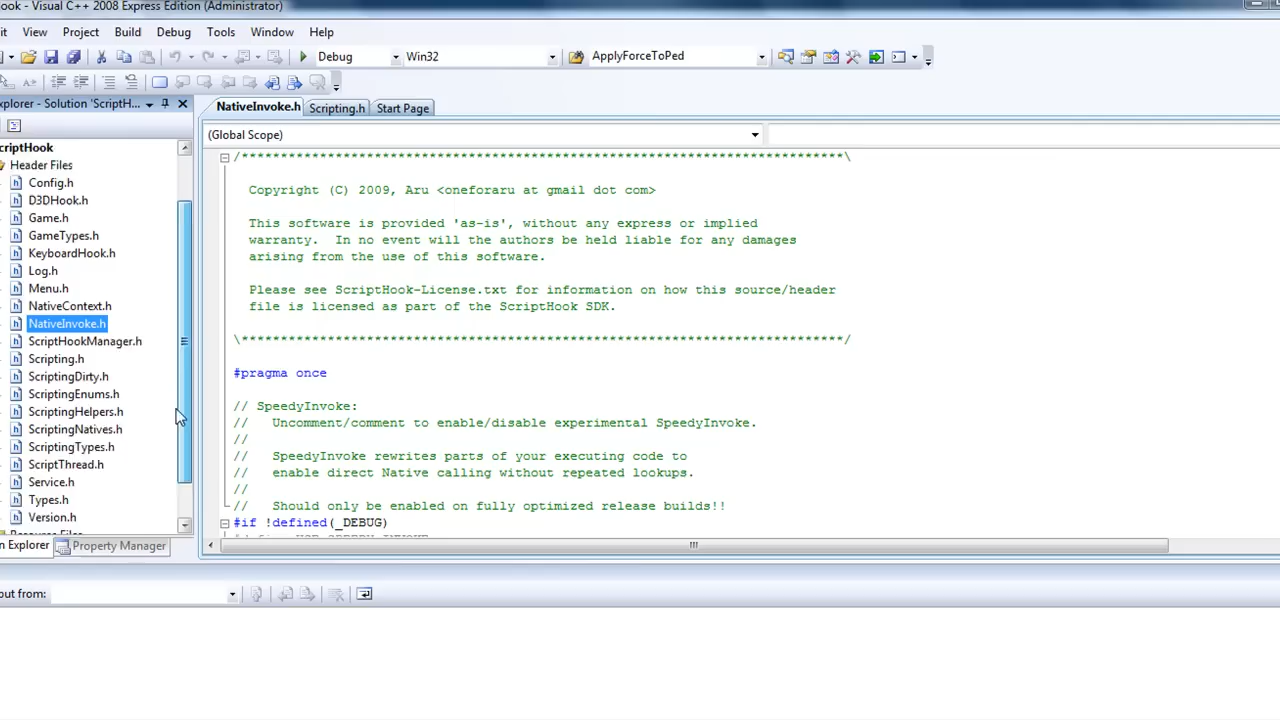 ook - Visual C++ 2008 Express Edition (Administrator)
it View Project Build Debug Tools Window Help
Debug Win32 ApplyForceToPed
xplorer - Solution 'ScriptH...
NativeInvoke.h Scripting.h Start Page
(Global Scope)
criptHook
Header Files
Config.h
D3DHook.h
Game.h
GameTypes.h
KeyboardHook.h
Log.h
Menu.h
NativeContext.h
NativeInvoke.h
ScriptHookManager.h
Scripting.h
ScriptingDirty.h
ScriptingEnums.h
ScriptingHelpers.h
ScriptingNatives.h
ScriptingTypes.h
ScriptThread.h
Service.h
Types.h
Version.h
n Explorer Property Manager
/******************************************************************************\
Copyright (C) 2009, Aru <oneforaru at gmail dot com>
This software is provided 'as-is', without any express or implied
warranty. In no event will the authors be held liable for any damages
arising from the use of this software.
Please see ScriptHook-License.txt for information on how this source/header
file is licensed as part of the ScriptHook SDK.
\******************************************************************************/
#pragma once
// SpeedyInvoke:
// Uncomment/comment to enable/disable experimental SpeedyInvoke.
//
// SpeedyInvoke rewrites parts of your executing code to
// enable direct Native calling without repeated lookups.
//
// Should only be enabled on fully optimized release builds!!
#if !defined(_DEBUG)
put from: